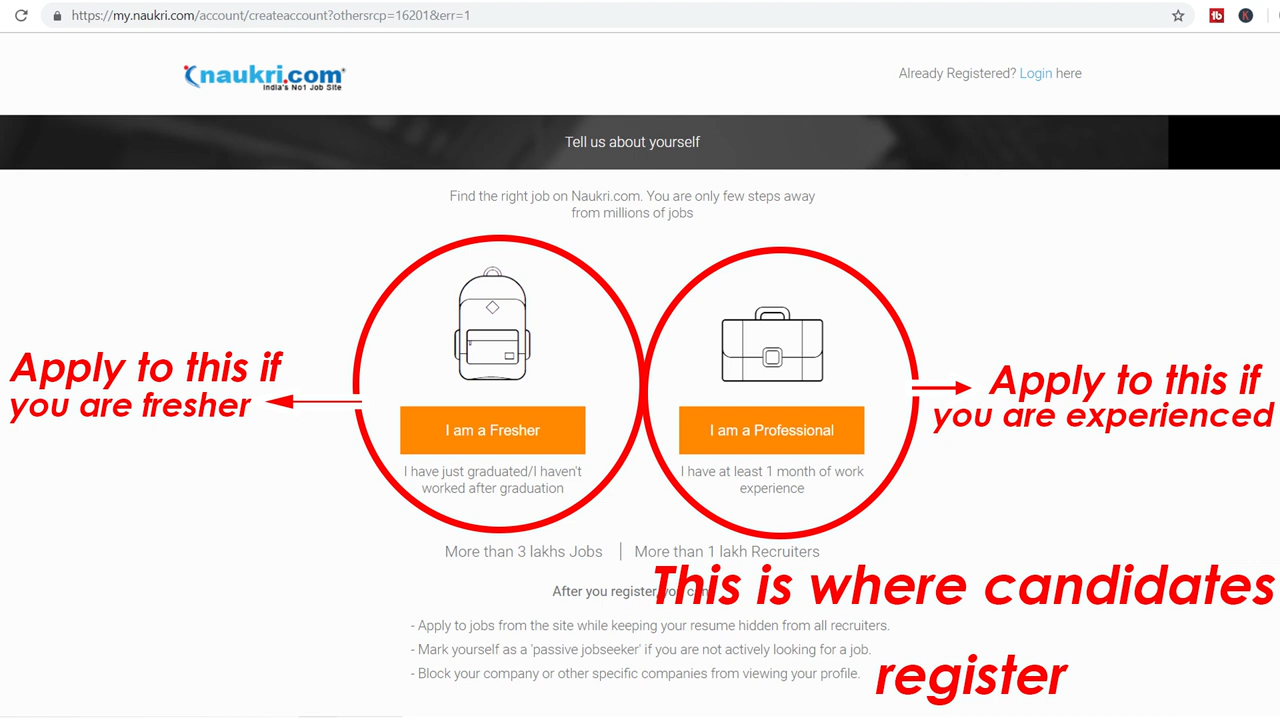 https://my.naukri.com/account/createaccount?othersrcp=16201&err=1
naukri.com
India's No1 Job Site
Already Registered? Login here
Tell us about yourself
Find the right job on Naukri.com. You are only few steps away
from millions of jobs
Apply to this if
you are fresher
I am a Fresher
I have just graduated/I haven't
worked after graduation
I am a Professional
I have at least 1 month of work
experience
Apply to this if
you are experienced
More than 3 lakhs Jobs | More than 1 lakh Recruiters
After you register, you can
This is where candidates
register
- Apply to jobs from the site while keeping your resume hidden from all recruiters.
- Mark yourself as a 'passive jobseeker' if you are not actively looking for a job.
- Block your company or other specific companies from viewing your profile.